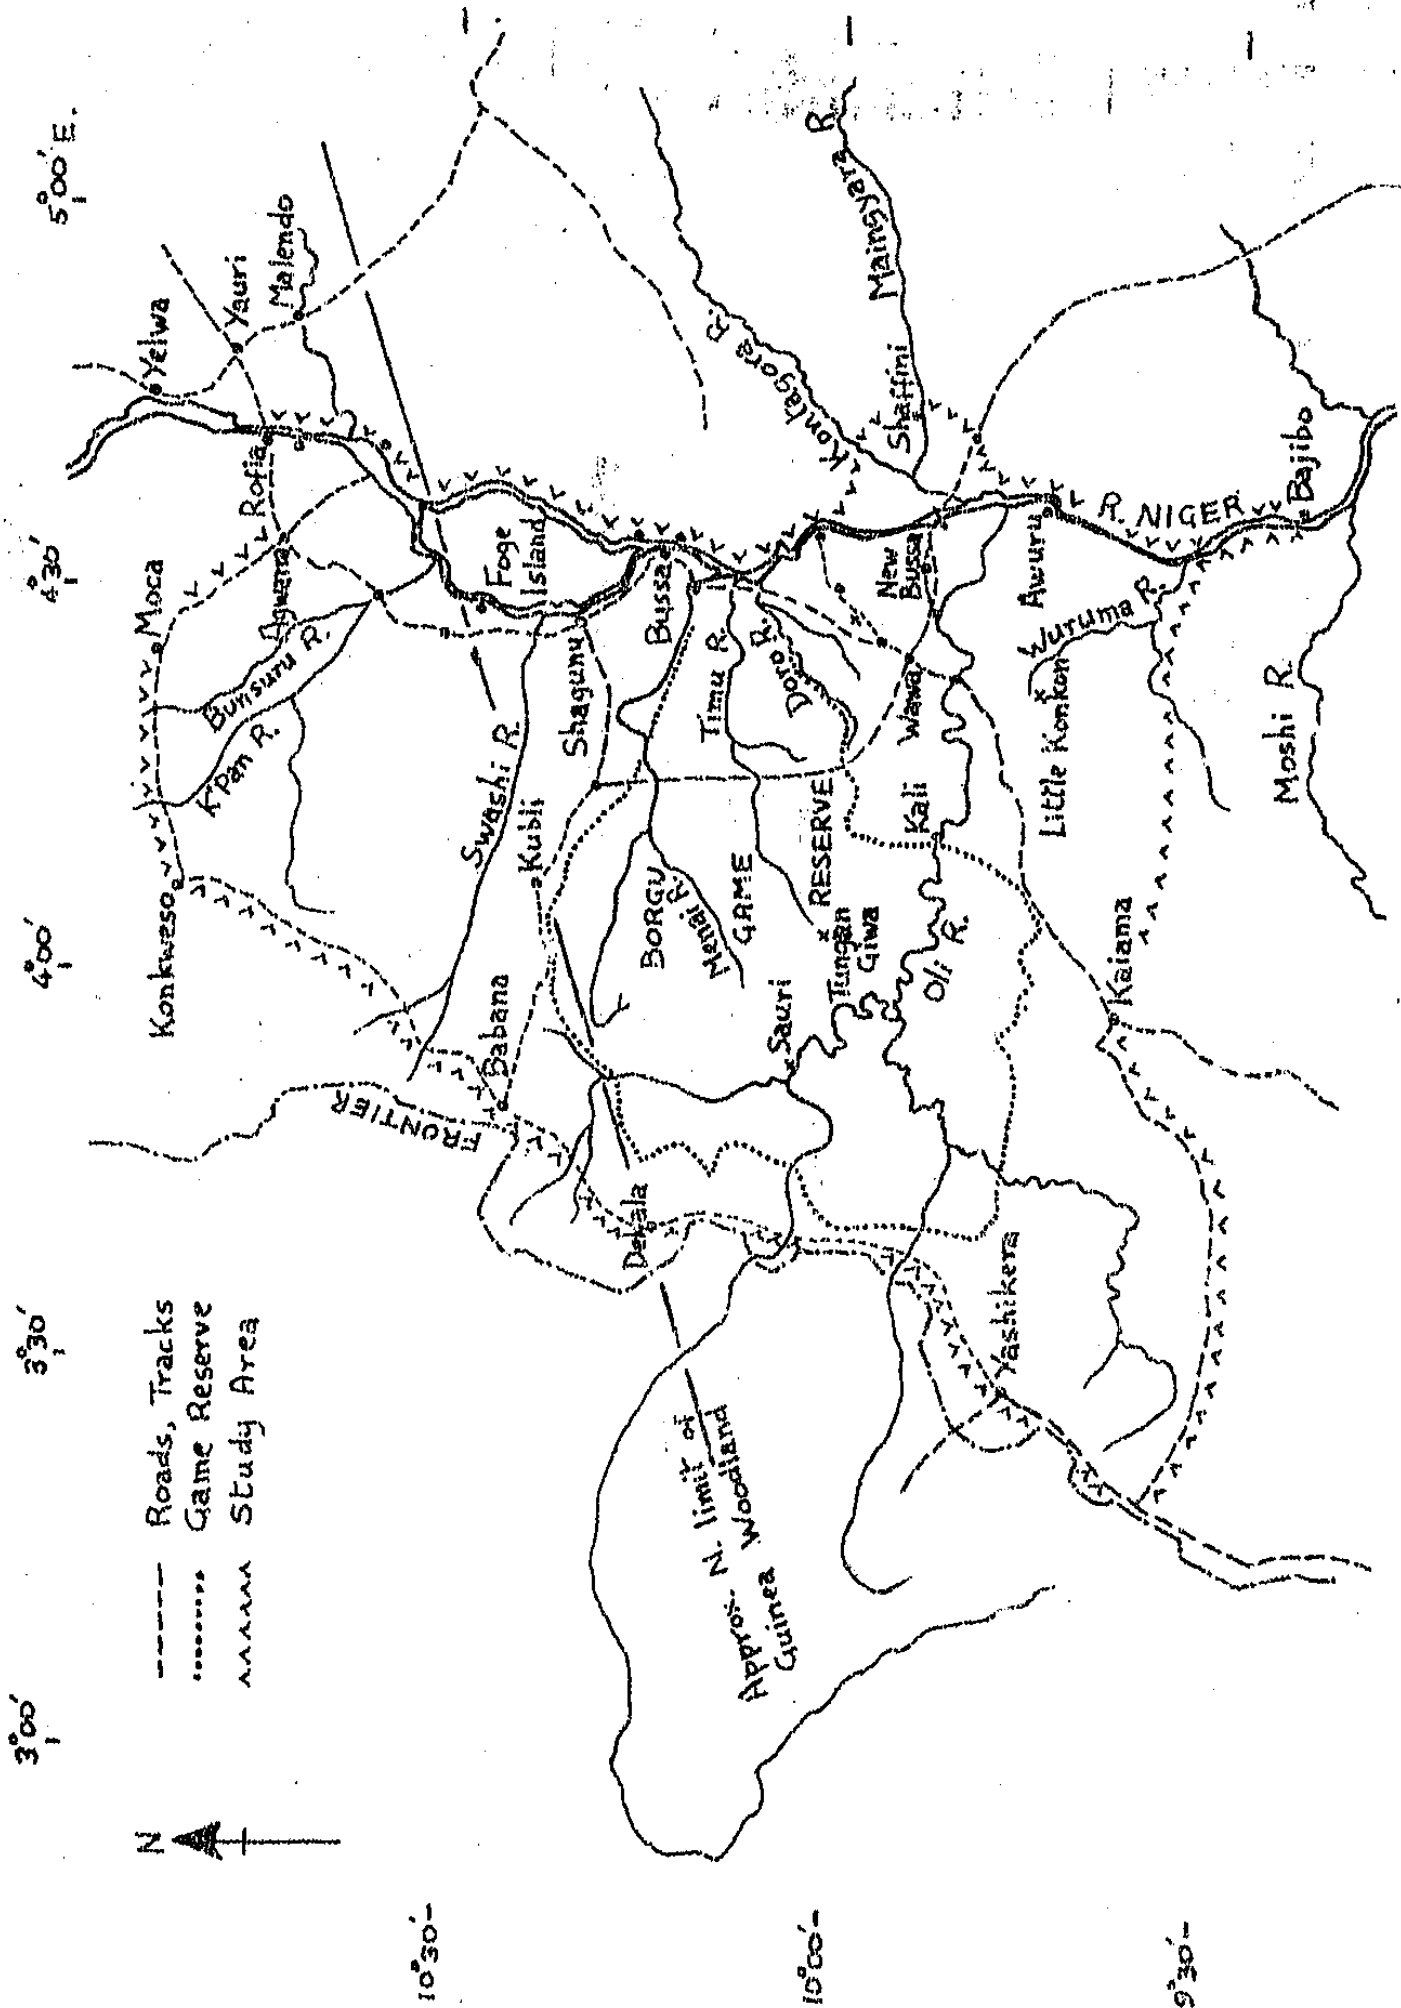 3°00'
3°30'
4°00'
4°30'
5°00'E.
N
10°30'
10°00'
9°30'
Roads, Tracks
Game Reserve
Study Area
Konkweso
Moca
Yelwa
Yauri
Malendo
Rofia
Agwara
Bunsuru R.
Kpan R.
FRONTIER
Babana
Swashi R.
Kubli
Foge
Island
Shagunu
Dekala
BORGU
GAME
RESERVE
Menai R.
Bussa
Timu R.
Doro R.
Kontagora R.
Maingyara R.
Shaffini
Approx. N. limit of
Guinea Woodland
Sauri
Tungan
Giwa
Oli R.
Kali
Wawa
New
Bussa
Awuru
R. NIGER
Bajibo
Yashikera
Kaiama
Little Konkon
Wuruma R.
Moshi R.